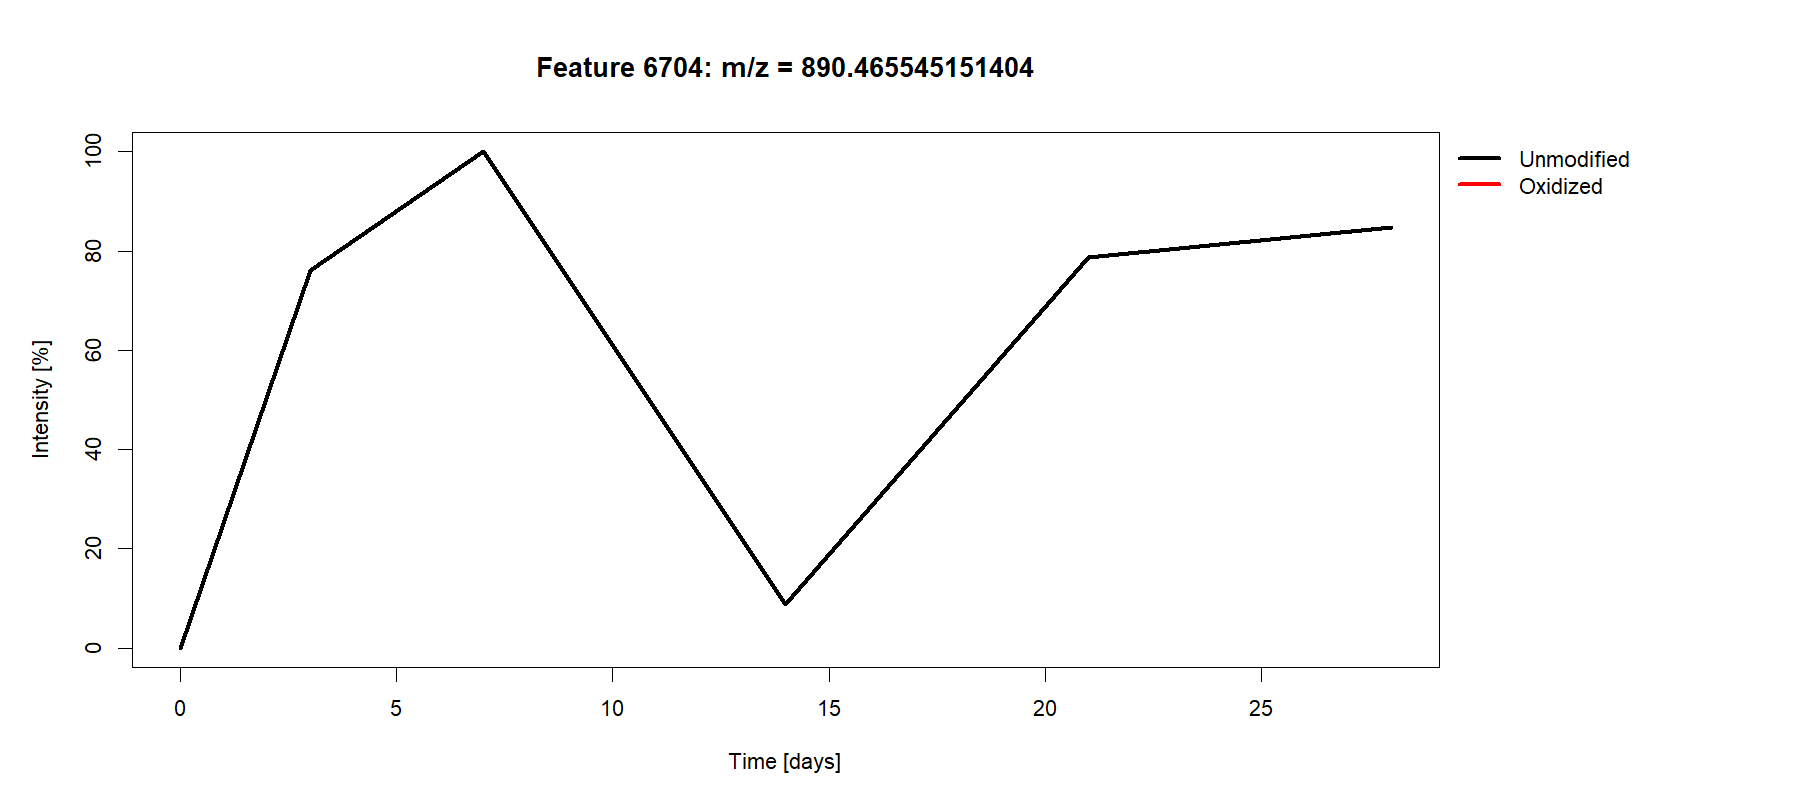 Feature 6704: m/z = 890.465545151404
Unmodified
Oxidized
Intensity [%]
100
80
60
40
20
0
0 5 10 15 20 25
Time [days]